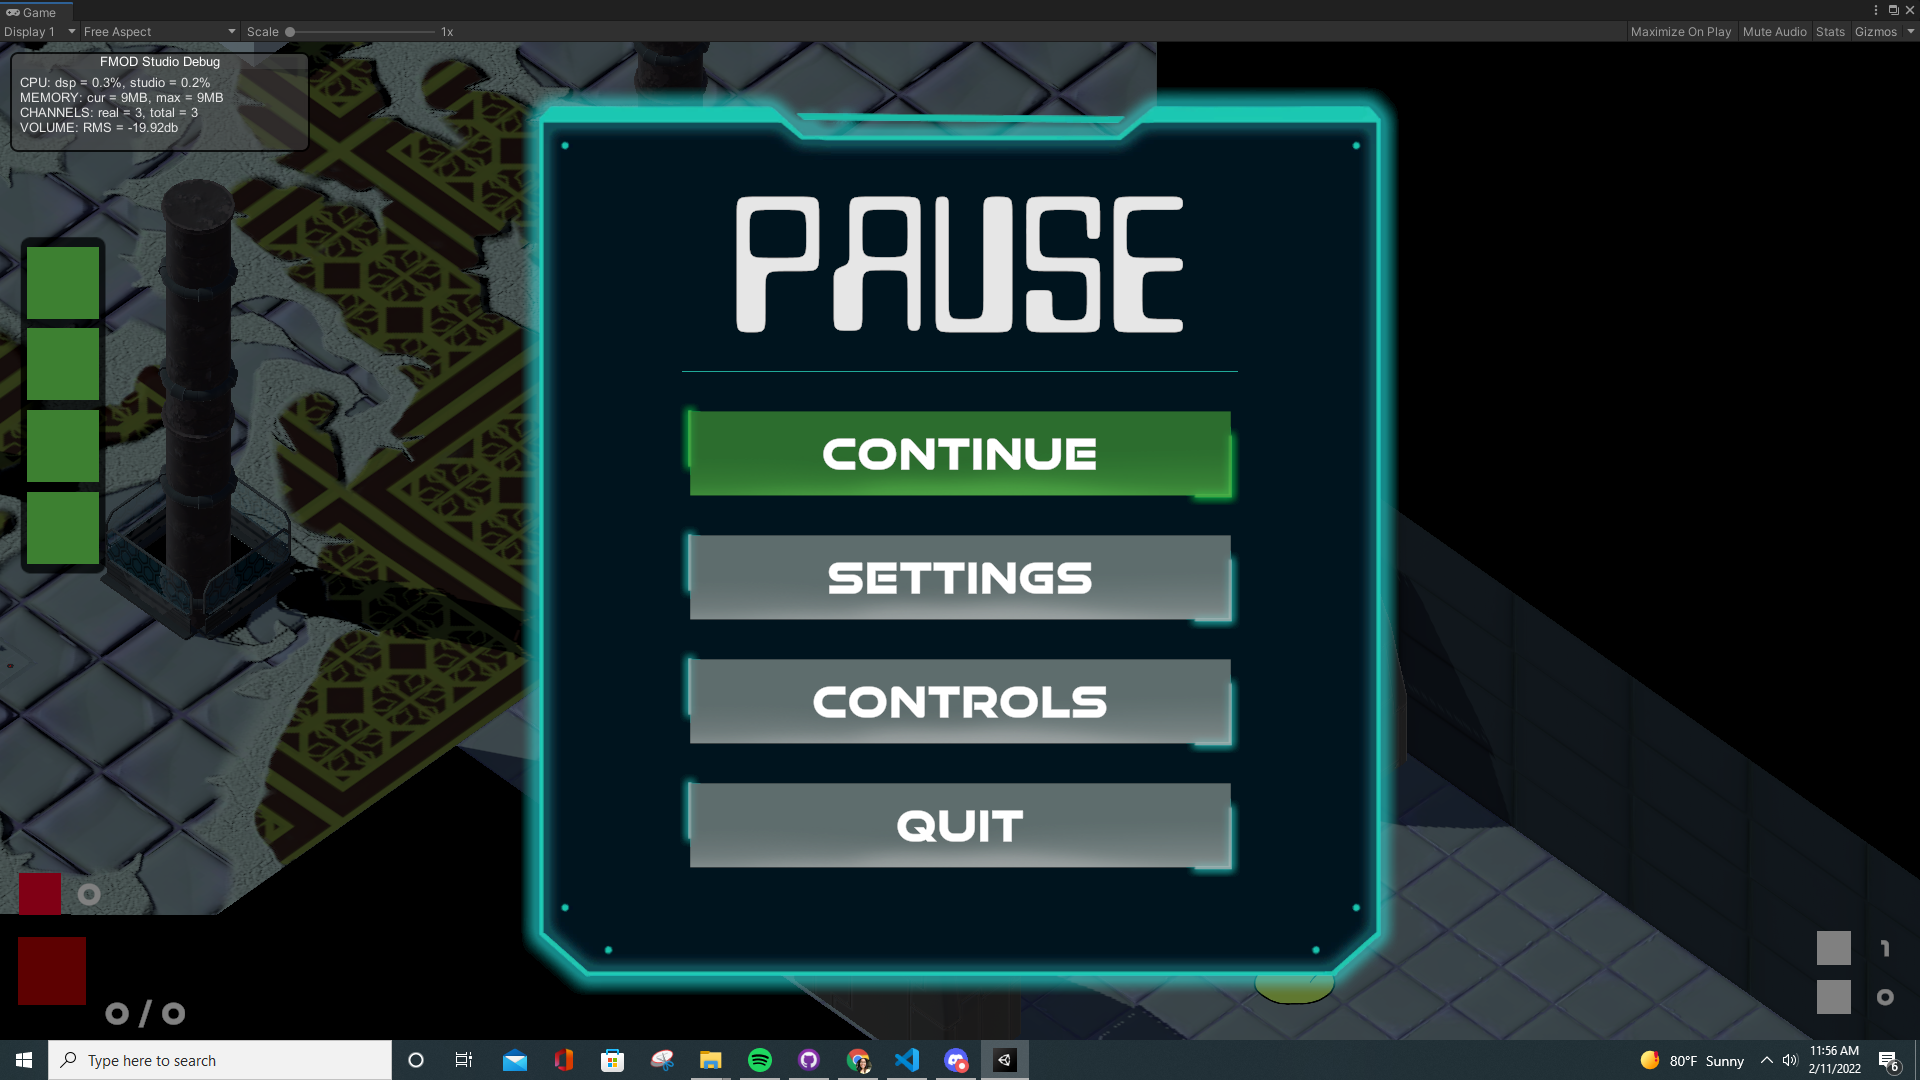 Game
Display 1 Free Aspect Scale 1x Maximize On Play Mute Audio Stats Gizmos
FMOD Studio Debug
CPU: dsp = 0.3%, studio = 0.2%
MEMORY: cur = 9MB, max = 9MB
CHANNELS: real = 3, total = 3
VOLUME: RMS = -19.92db
PAUSE
CONTINUE
SETTINGS
CONTROLS
QUIT
0
0 / 0
1
0
Type here to search
80°F Sunny
11:56 AM
2/11/2022
6